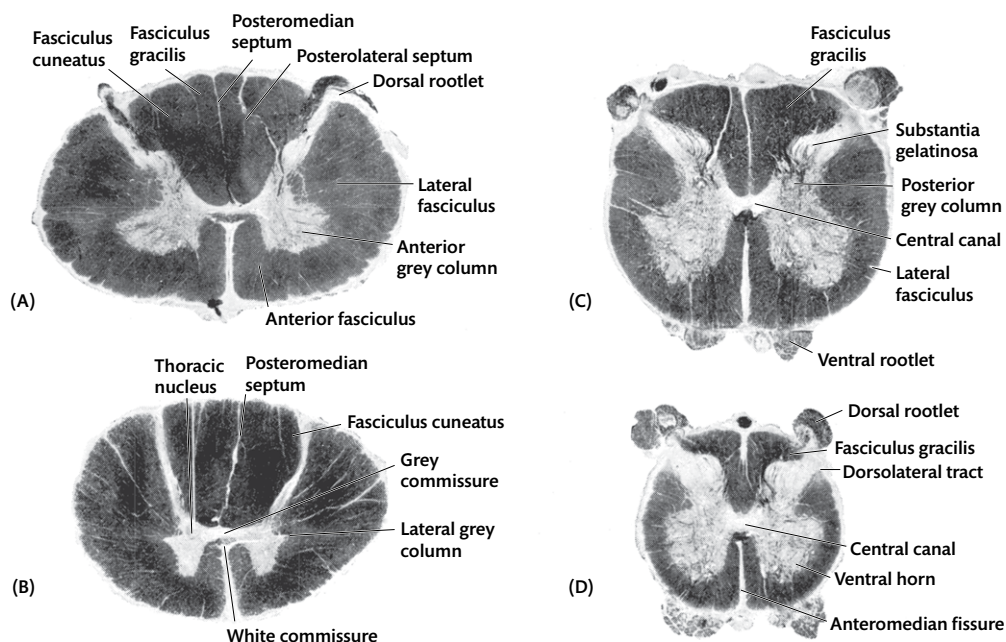 Fasciculus
cuneatus
Fasciculus
gracilis
Posteromedian
septum
Posterolateral septum
Dorsal rootlet
Lateral
fasciculus
Anterior
grey column
Anterior fasciculus
(A)
Fasciculus
gracilis
Substantia
gelatinosa
Posterior
grey column
Central canal
Lateral
fasciculus
Ventral rootlet
(C)
Thoracic
nucleus
Posteromedian
septum
Fasciculus cuneatus
Grey
commissure
Lateral grey
column
White commissure
(B)
Dorsal rootlet
Fasciculus gracilis
Dorsolateral tract
Central canal
Ventral horn
Anteromedian fissure
(D)